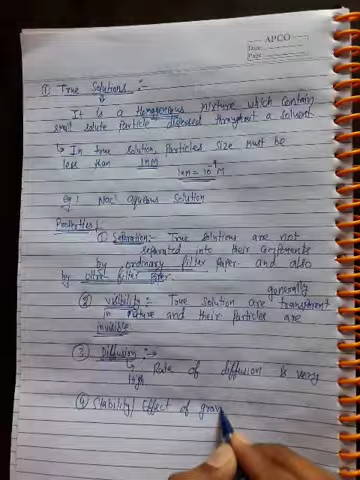 APCO
Date
Page
① True Solutions :-
It is a Homogeneous mixture which contain
small solute particle dispersed throughout a solvent
↳ In true solution, Particles Size must be
less than 1nm
1nm = 10⁻⁹ M
eg: Nacl aqueous Solution
Properties /
① Separation:- True solutions are not
separated into their components
by ordinary filter paper and also
by ultra filter paper.
② visibility :- True solution are generally transparent
in nature and their particles are
invisible
③ Diffusion :→
↳ Rate of diffusion is very
high
④ Stability / Effect of grav